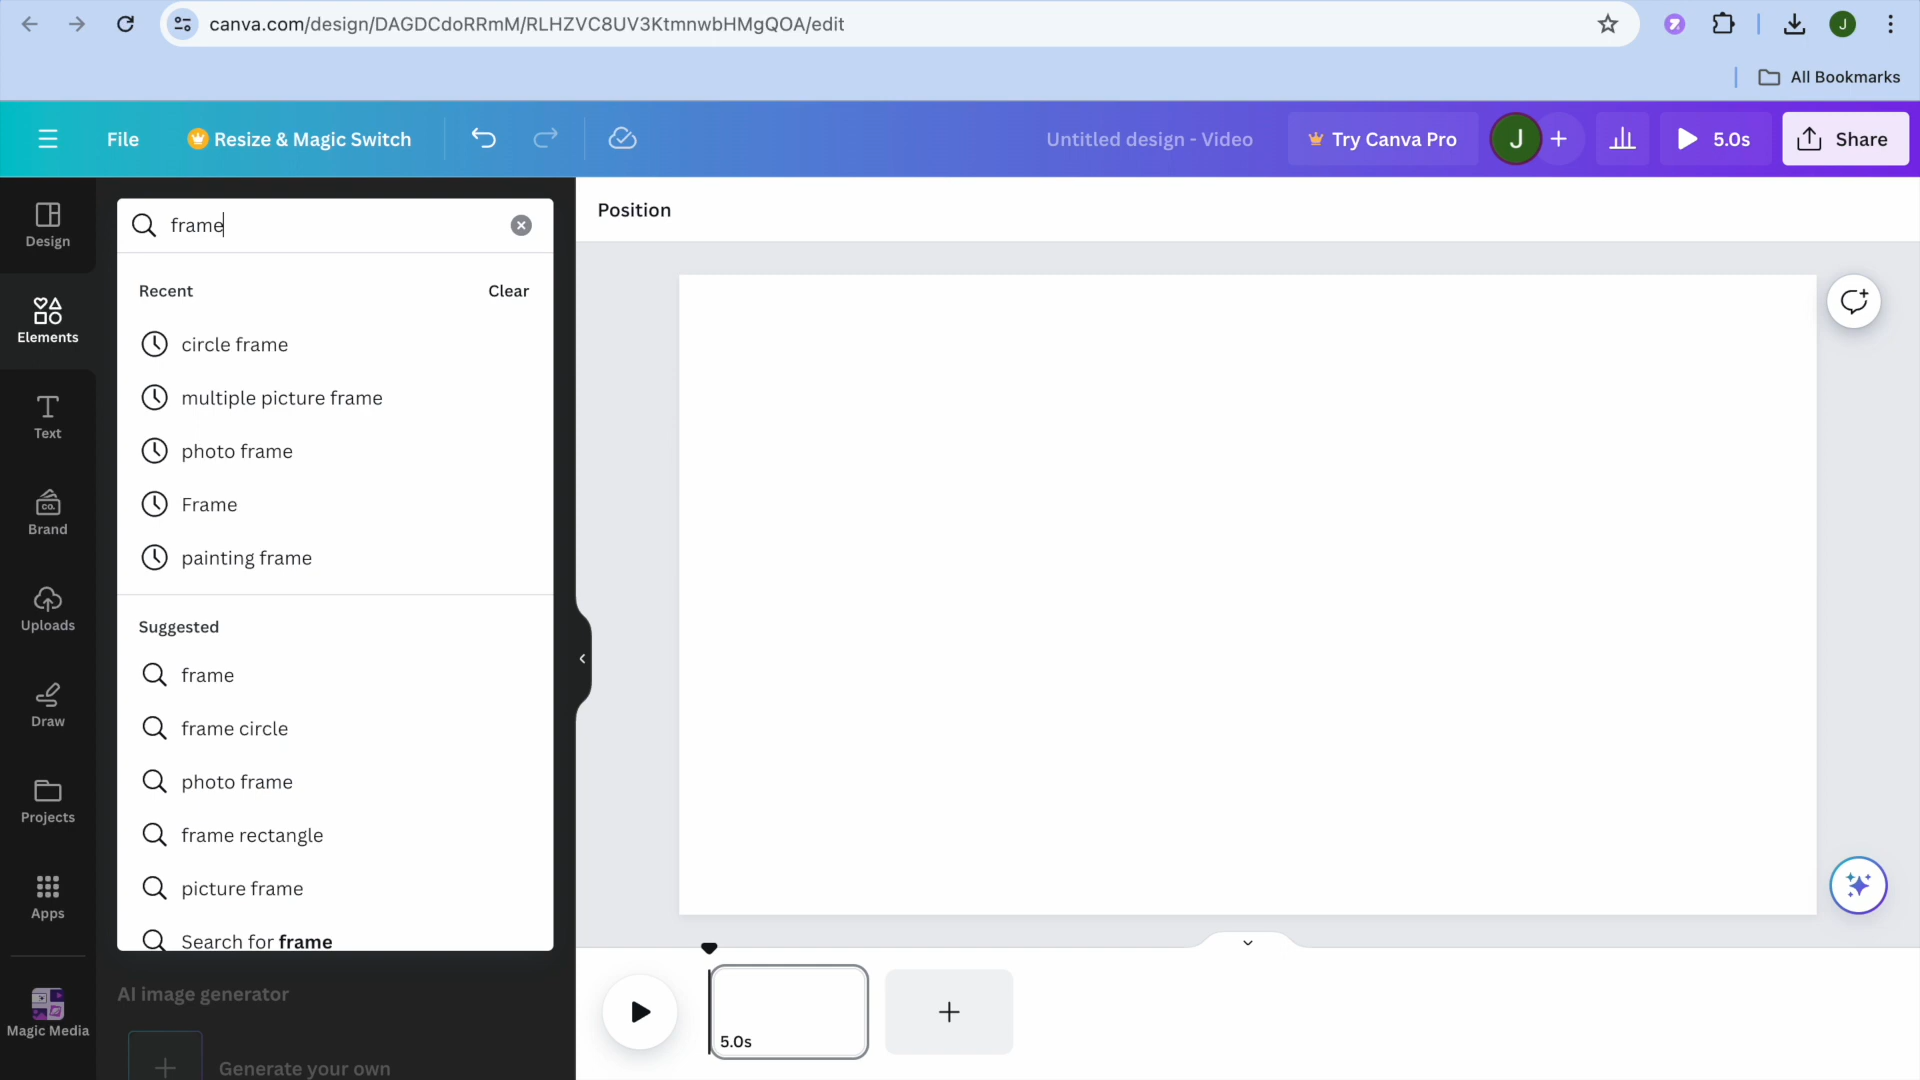 canva.com/design/DAGDCdoRRmM/RLHZVC8UV3KtmnwbHMgQOA/edit
J
All Bookmarks
File
Resize & Magic Switch
Untitled design - Video
Try Canva Pro
J
5.0s
Share
Design
Elements
Text
Brand
CO.
Uploads
Draw
Projects
Apps
Magic Media
frame
Recent
Clear
circle frame
multiple picture frame
photo frame
Frame
painting frame
Suggested
frame
frame circle
photo frame
frame rectangle
picture frame
Search for frame
AI image generator
Generate your own
Position
5.0s